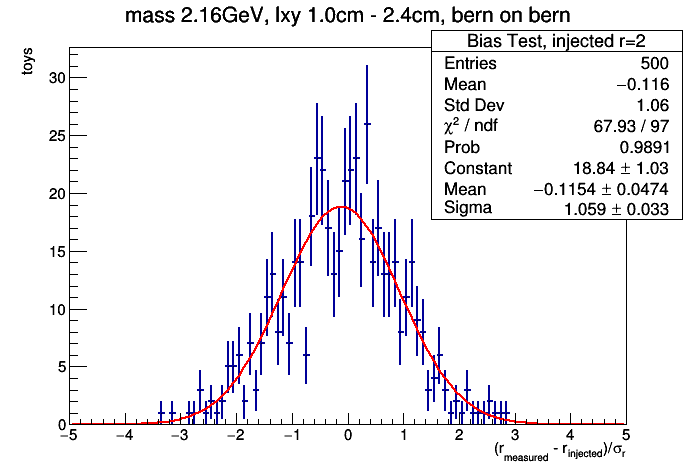 mass 2.16GeV, lxy 1.0cm - 2.4cm, bern on bern
Bias Test, injected r=2
Entries 500
Mean −0.116
Std Dev 1.06
χ² / ndf 67.93 / 97
Prob 0.9891
Constant 18.84 ± 1.03
Mean −0.1154 ± 0.0474
Sigma 1.059 ± 0.033
toys
30
25
20
15
10
5
0
−5 −4 −3 −2 −1 0 1 2 3 4 5
(r_measured - r_injected)/σ_r